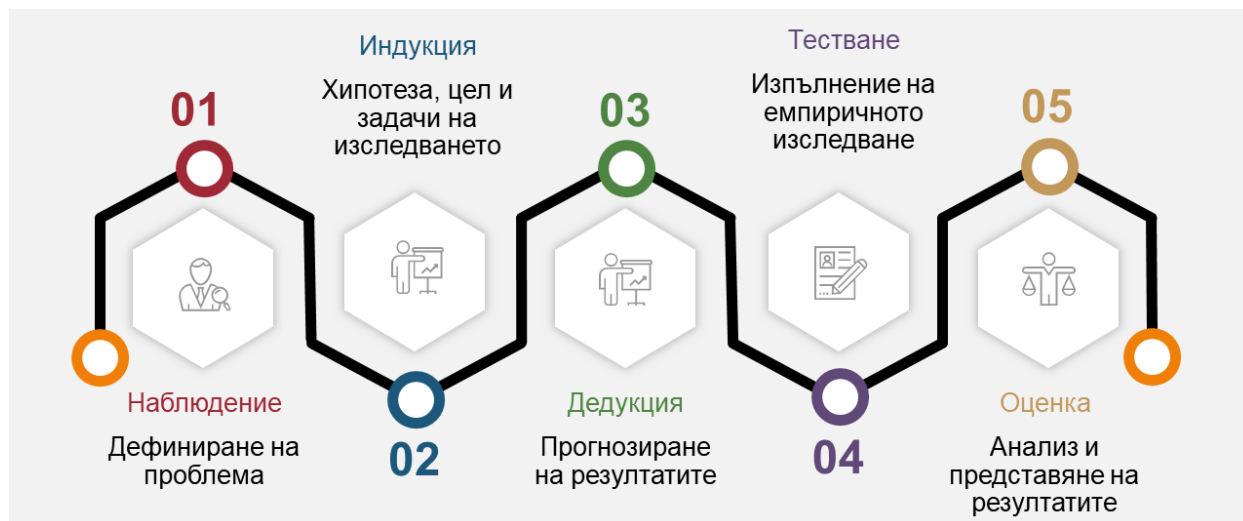 01
Наблюдение
Дефиниране на
проблема
Индукция
Хипотеза, цел и
задачи на
изследването
02
03
Дедукция
Прогнозиране
на резултатите
Тестване
Изпълнение на
емпиричното
изследване
04
05
Оценка
Анализ и
представяне на
резултатите